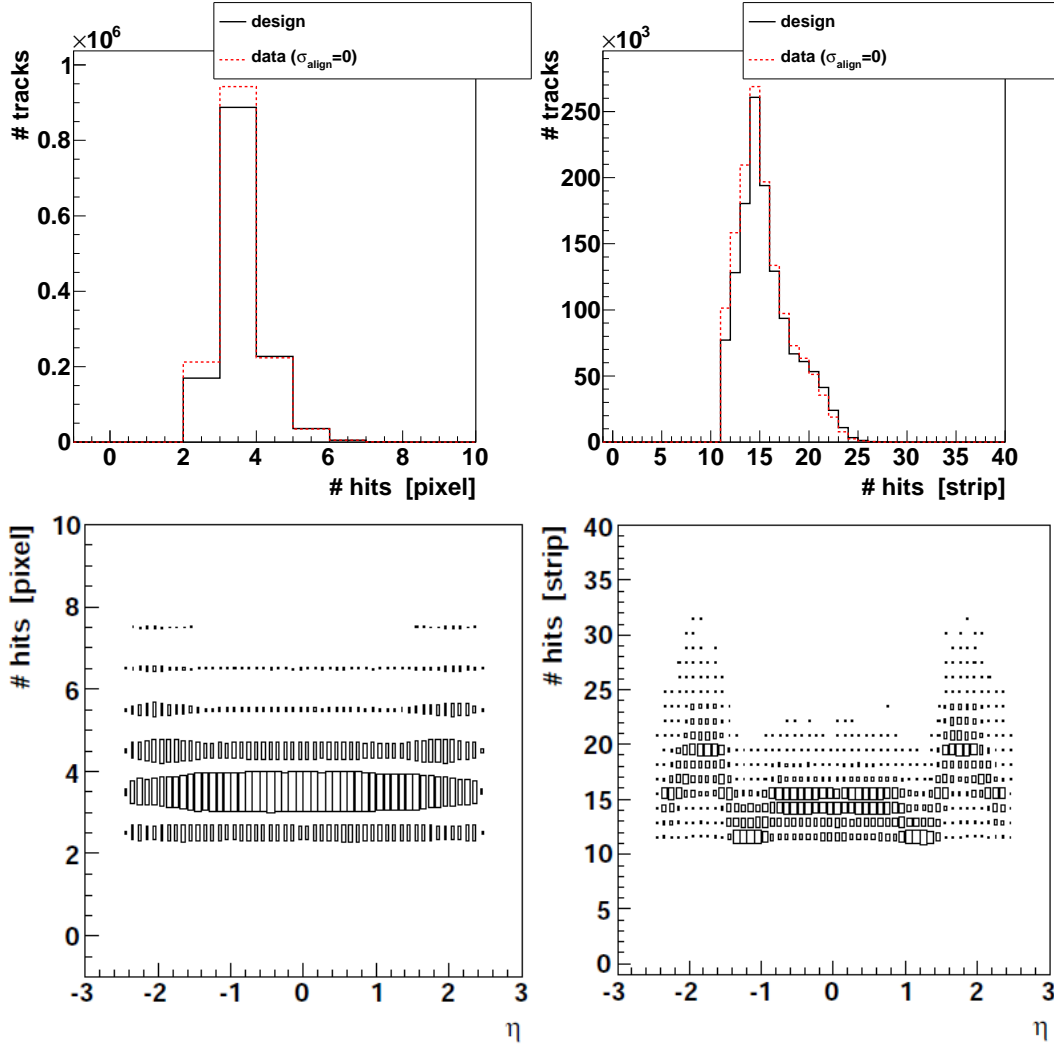 design
data (σalign=0)
×10⁶
# tracks
1
0.8
0.6
0.4
0.2
0
0 2 4 6 8 10
# hits [pixel]
design
data (σalign=0)
×10³
# tracks
250
200
150
100
50
0
0 5 10 15 20 25 30 35 40
# hits [strip]
# hits [pixel]
10
8
6
4
2
0
-3 -2 -1 0 1 2 3
η
# hits [strip]
40
35
30
25
20
15
10
5
0
-3 -2 -1 0 1 2 3
η